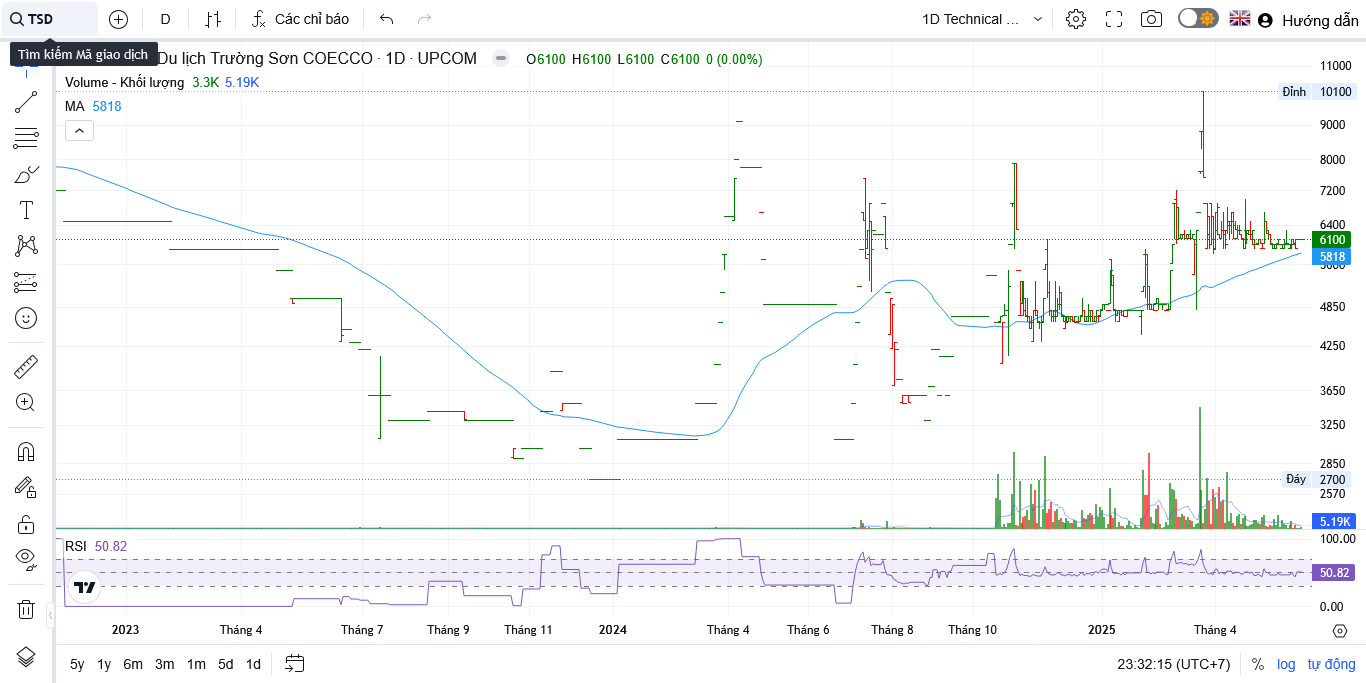 TSD D Các chỉ báo 1D Technical ... Hướng dẫn
Tìm kiếm Mã giao dịch
Du lịch Trường Sơn COECCO · 1D · UPCOM O6100 H6100 L6100 C6100 0 (0.00%)
Volume - Khối lượng 3.3K 5.19K
MA 5818
11000
Đỉnh 10100
9000
8000
7200
6400
6100
5818
4850
4250
3650
3250
2850
Đáy 2700
2570
5.19K
RSI 50.82
100.00
50.82
0.00
2023 Tháng 4 Tháng 7 Tháng 9 Tháng 11 2024 Tháng 4 Tháng 6 Tháng 8 Tháng 10 2025 Tháng 4
5y 1y 6m 3m 1m 5d 1d 23:32:15 (UTC+7) % log tự động